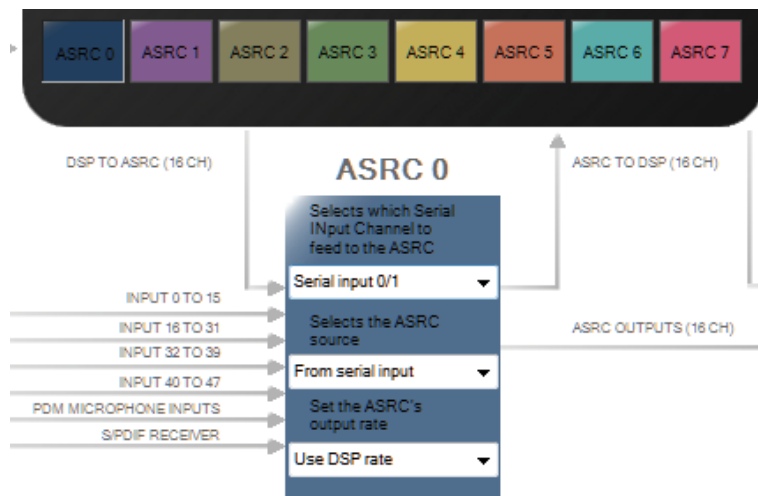 ASRC 0 ASRC 1 ASRC 2 ASRC 3 ASRC 4 ASRC 5 ASRC 6 ASRC 7
DSP TO ASRC (16 CH)
ASRC 0
ASRC TO DSP (16 CH)
Selects which Serial
INput Channel to
feed to the ASRC
Serial input 0/1
INPUT 0 TO 15
INPUT 16 TO 31
INPUT 32 TO 39
INPUT 40 TO 47
PDM MICROPHONE INPUTS
S/PDIF RECEIVER
Selects the ASRC
source
From serial input
Set the ASRC's
output rate
Use DSP rate
ASRC OUTPUTS (16 CH)